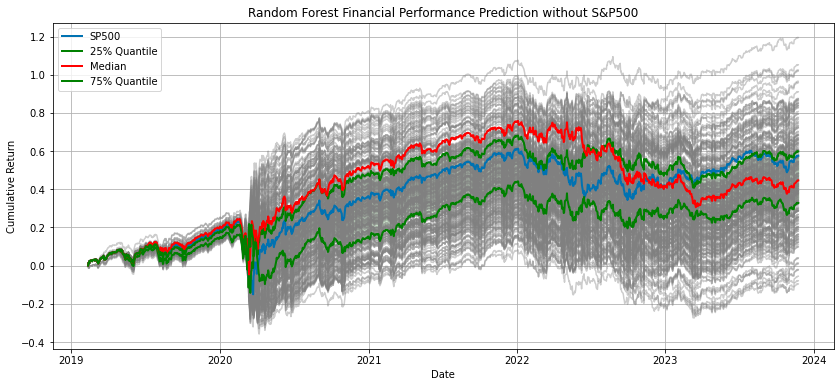 Random Forest Financial Performance Prediction without S&P500
SP500
25% Quantile
Median
75% Quantile
Cumulative Return
1.2
1.0
0.8
0.6
0.4
0.2
0.0
−0.2
−0.4
2019
2020
2021
2022
2023
2024
Date